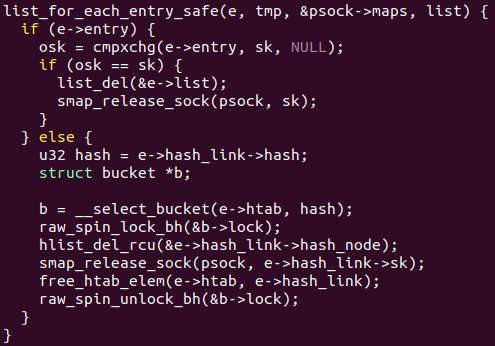 list_for_each_entry_safe(e, tmp, &psock->maps, list) {
  if (e->entry) {
    osk = cmpxchg(e->entry, sk, NULL);
    if (osk == sk) {
      list_del(&e->list);
      smap_release_sock(psock, sk);
    }
  } else {
    u32 hash = e->hash_link->hash;
    struct bucket *b;

    b = __select_bucket(e->htab, hash);
    raw_spin_lock_bh(&b->lock);
    hlist_del_rcu(&e->hash_link->hash_node);
    smap_release_sock(psock, e->hash_link->sk);
    free_htab_elem(e->htab, e->hash_link);
    raw_spin_unlock_bh(&b->lock);
  }
}